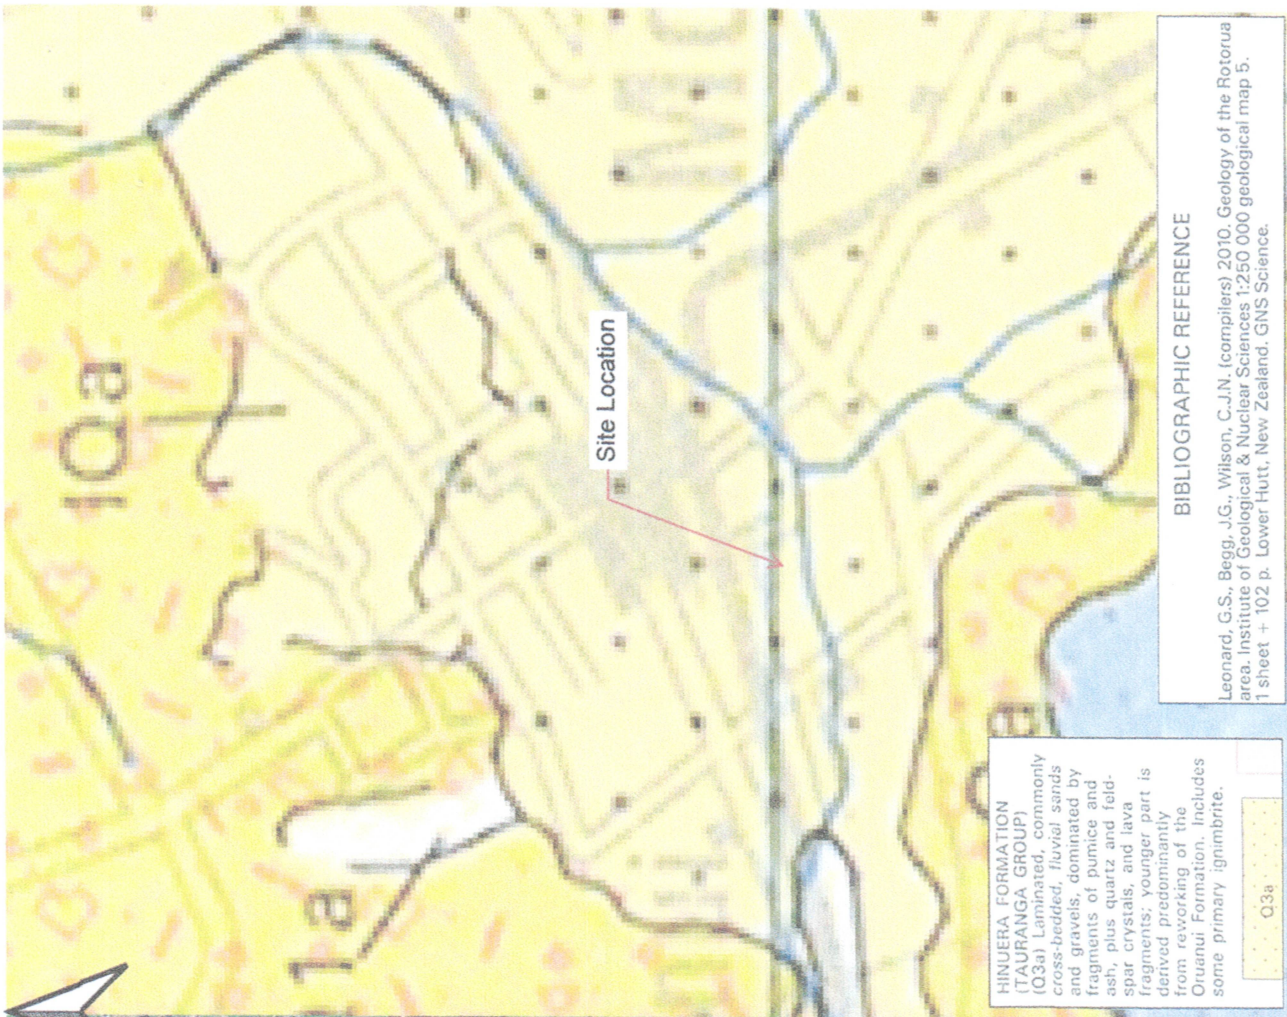 1Qa
MC
1a
Site Location
HINUERA FORMATION
(TAURANGA GROUP)
(Q3a) Laminated, commonly
cross-bedded, fluvial sands
and gravels, dominated by
fragments of pumice and
ash, plus quartz and feld-
spar crystals, and lava
fragments; younger part is
derived predominantly
from reworking of the
Oruanui Formation. Includes
some primary ignimbrite.
Q3a
BIBLIOGRAPHIC REFERENCE
Leonard, G.S., Begg, J.G., Wilson, C.J.N. (compilers) 2010. Geology of the Rotorua
area. Institute of Geological & Nuclear Sciences 1:250 000 geological map 5.
1 sheet + 102 p. Lower Hutt, New Zealand. GNS Science.